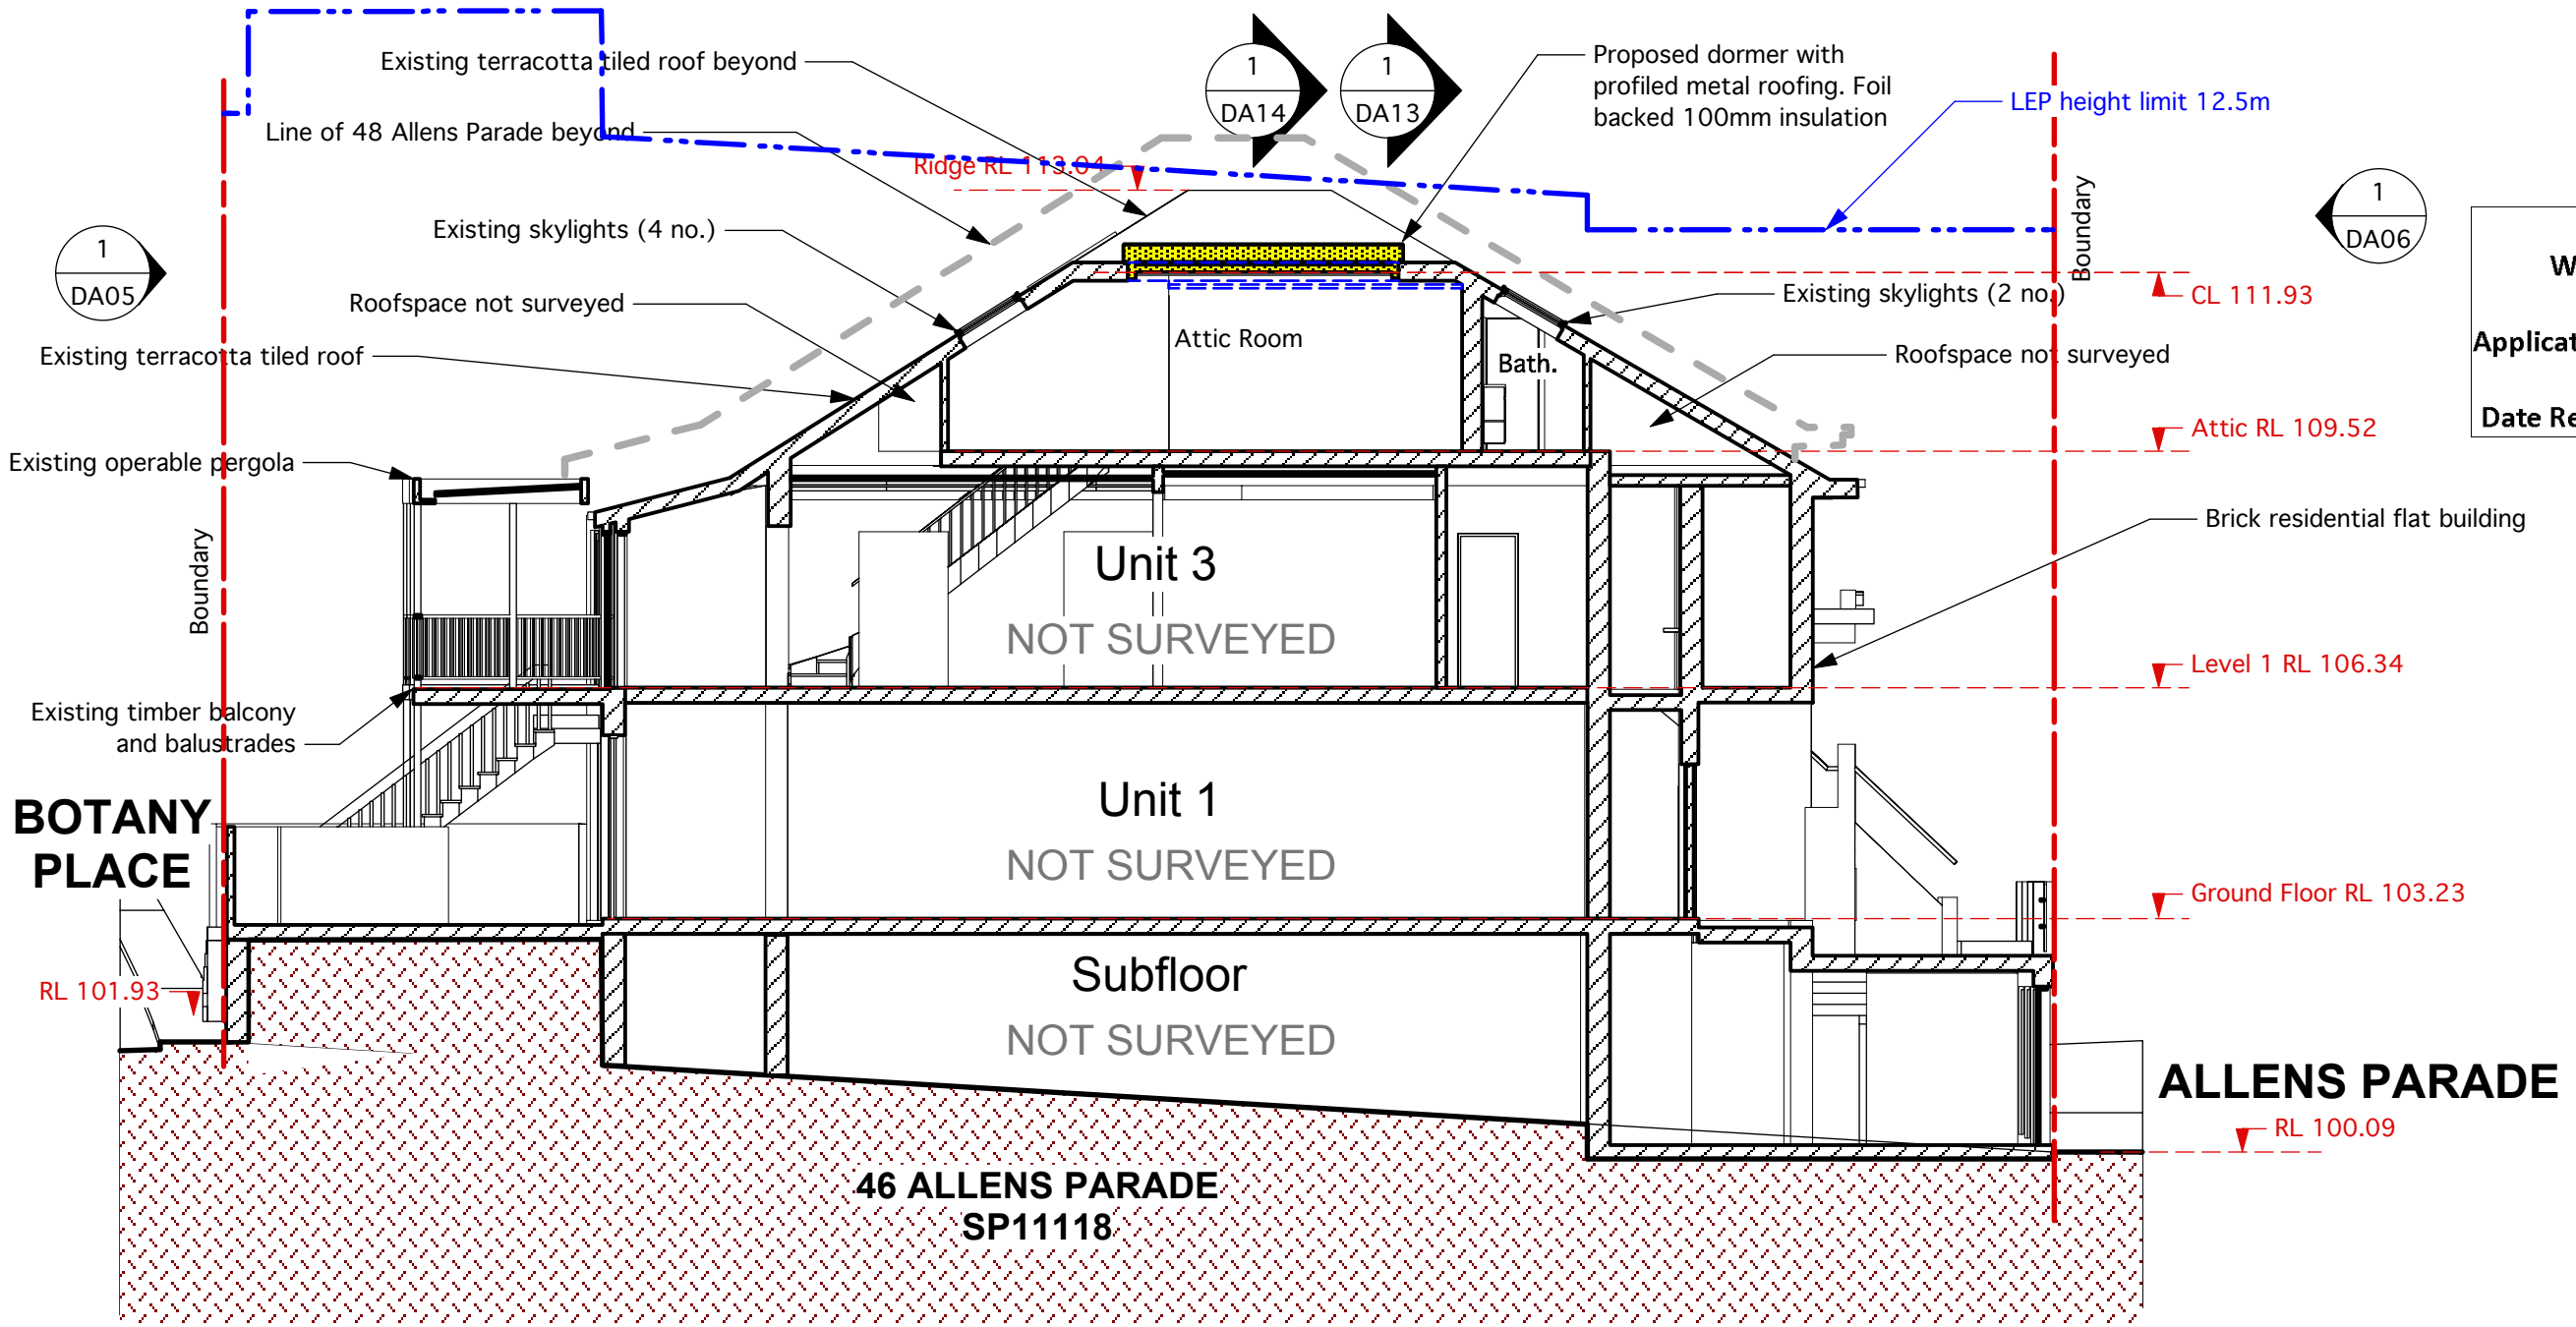 Existing terracotta tiled roof beyond
Line of 48 Allens Parade beyond
Ridge RL 113.04
1
DA14
1
DA13
Proposed dormer with
profiled metal roofing. Foil
backed 100mm insulation
LEP height limit 12.5m
1
DA05
Existing skylights (4 no.)
Roofspace not surveyed
Existing terracotta tiled roof
Existing operable pergola
Boundary
Boundary
1
DA06
W
Applicat
Date Re
CL 111.93
Existing skylights (2 no.)
Roofspace not surveyed
Attic Room
Bath.
Attic RL 109.52
Brick residential flat building
Unit 3
NOT SURVEYED
Level 1 RL 106.34
Existing timber balcony
and balustrades
BOTANY
PLACE
Unit 1
NOT SURVEYED
Ground Floor RL 103.23
RL 101.93
Subfloor
NOT SURVEYED
ALLENS PARADE
RL 100.09
46 ALLENS PARADE
SP11118